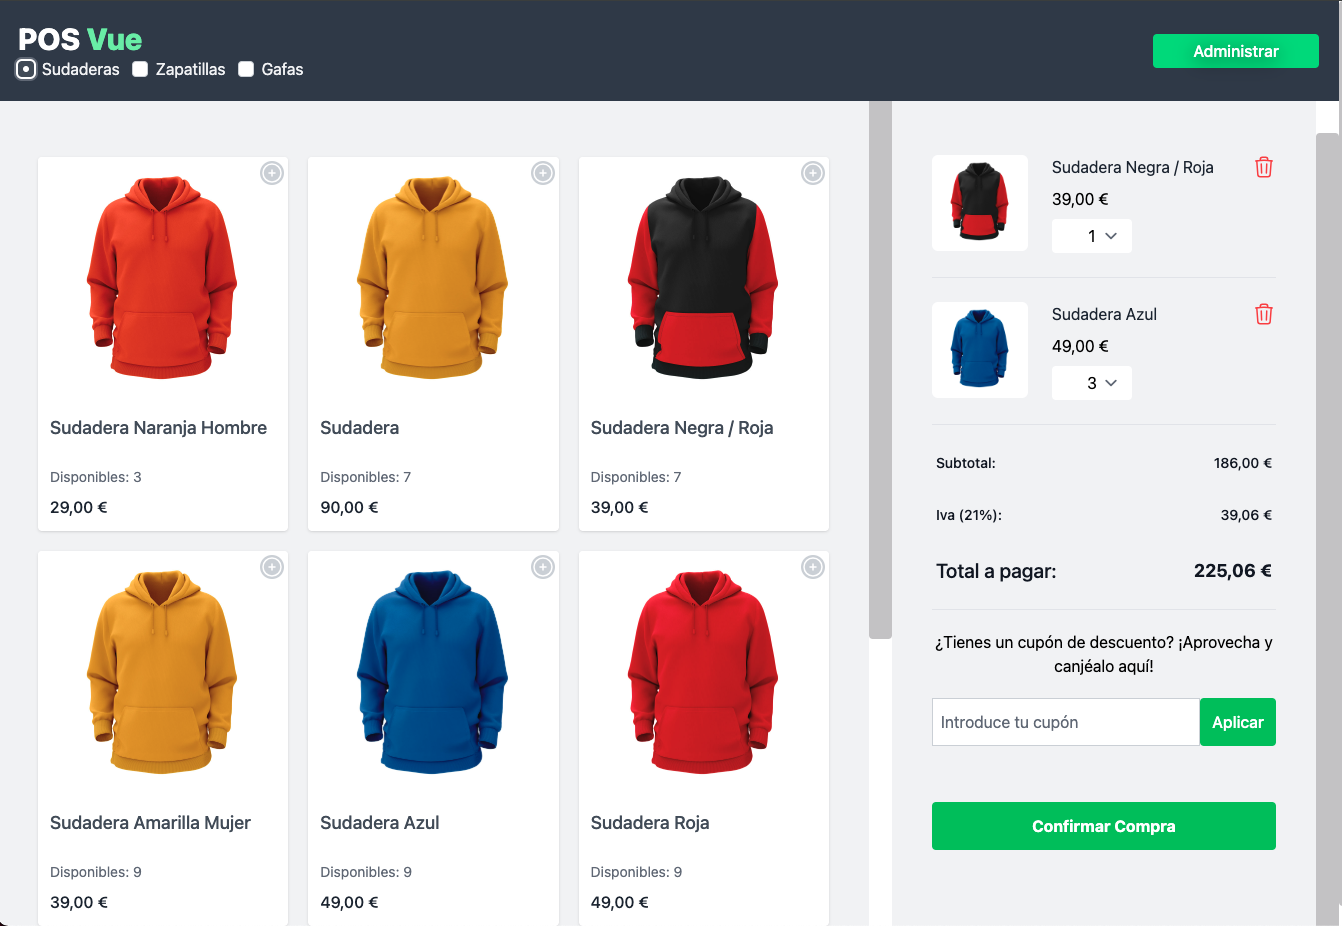 POS Vue
Sudaderas Zapatillas Gafas
Administrar
Sudadera Naranja Hombre
Disponibles: 3
29,00 €
Sudadera
Disponibles: 7
90,00 €
Sudadera Negra / Roja
Disponibles: 7
39,00 €
Sudadera Amarilla Mujer
Disponibles: 9
39,00 €
Sudadera Azul
Disponibles: 9
49,00 €
Sudadera Roja
Disponibles: 9
49,00 €
Sudadera Negra / Roja
39,00 €
1
Sudadera Azul
49,00 €
3
Subtotal: 186,00 €
Iva (21%): 39,06 €
Total a pagar: 225,06 €
¿Tienes un cupón de descuento? ¡Aprovecha y
canjéalo aquí!
Introduce tu cupón
Aplicar
Confirmar Compra